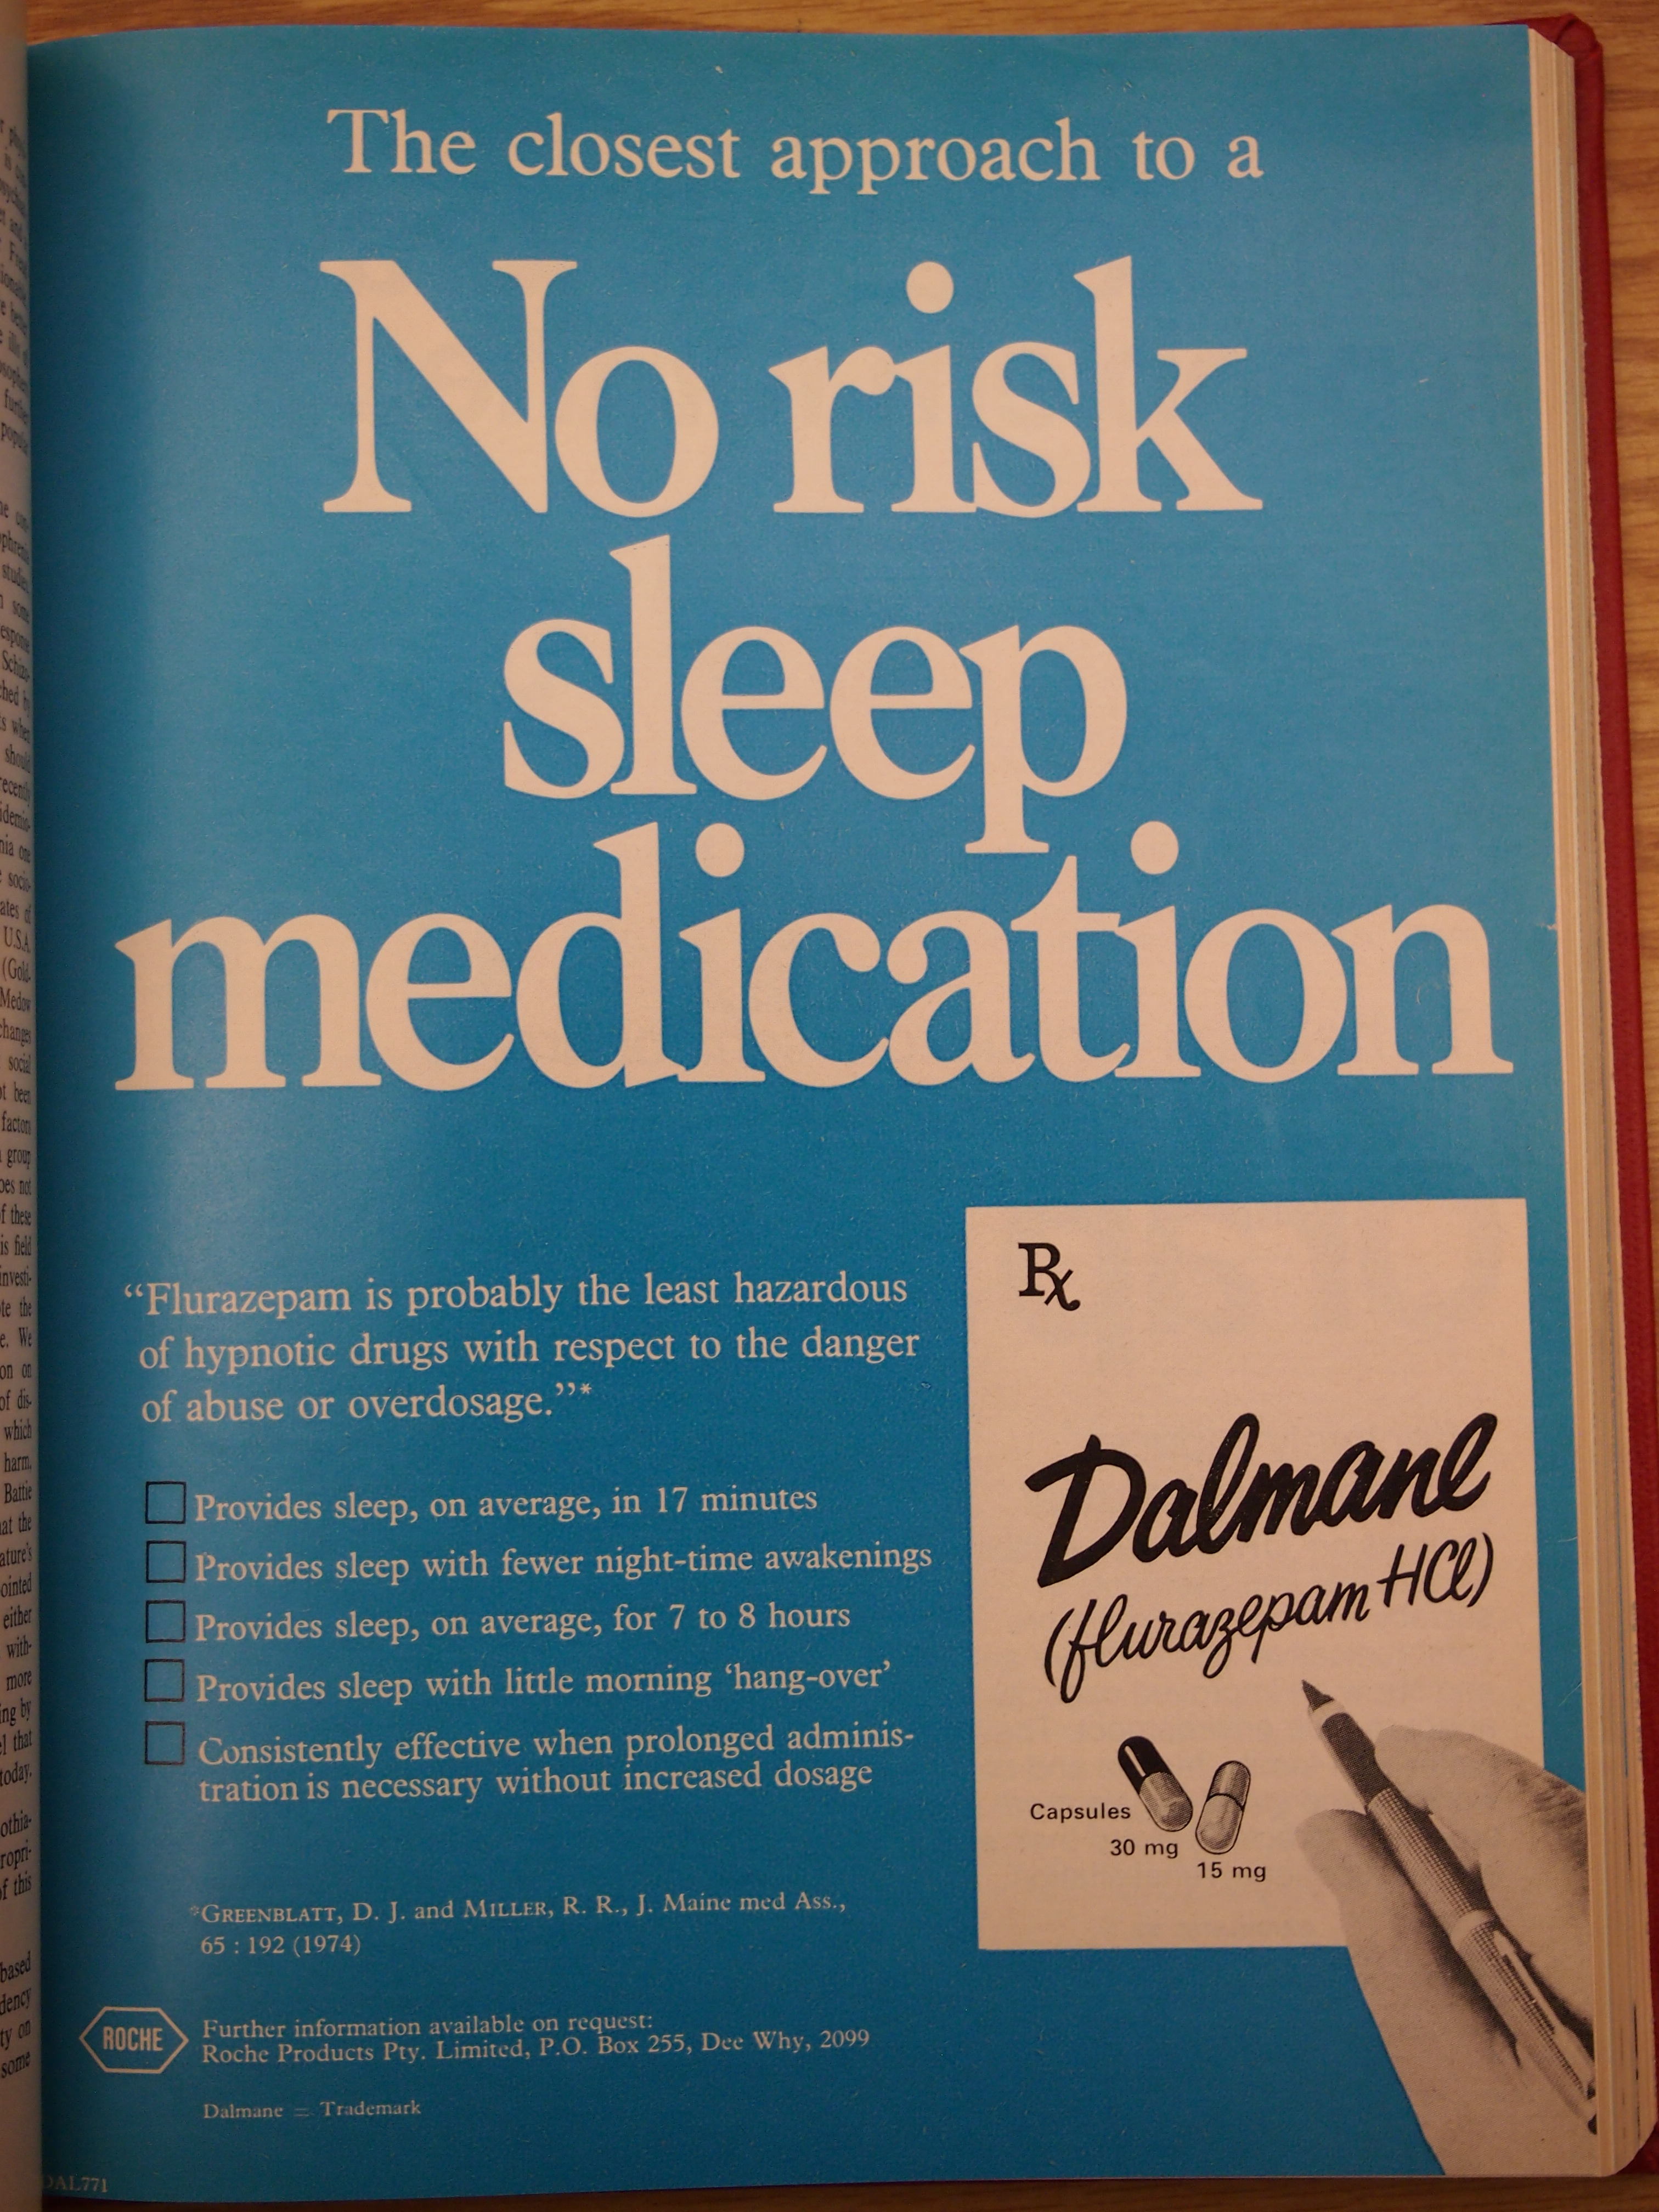 The closest approach to a
No risk
sleep
medication
“Flurazepam is probably the least hazardous
of hypnotic drugs with respect to the danger
of abuse or overdosage.”*
Provides sleep, on average, in 17 minutes
Provides sleep with fewer night-time awakenings
Provides sleep, on average, for 7 to 8 hours
Provides sleep with little morning ‘hang-over’
Consistently effective when prolonged adminis-
tration is necessary without increased dosage
*GREENBLATT, D. J. and MILLER, R. R., J. Maine med Ass.,
65 : 192 (1974)
ROCHE
Further information available on request:
Roche Products Pty. Limited, P.O. Box 255, Dee Why, 2099
Dalmane = Trademark
DAL771
Rx
Dalmane
(flurazepam HCl)
Capsules
30 mg
15 mg